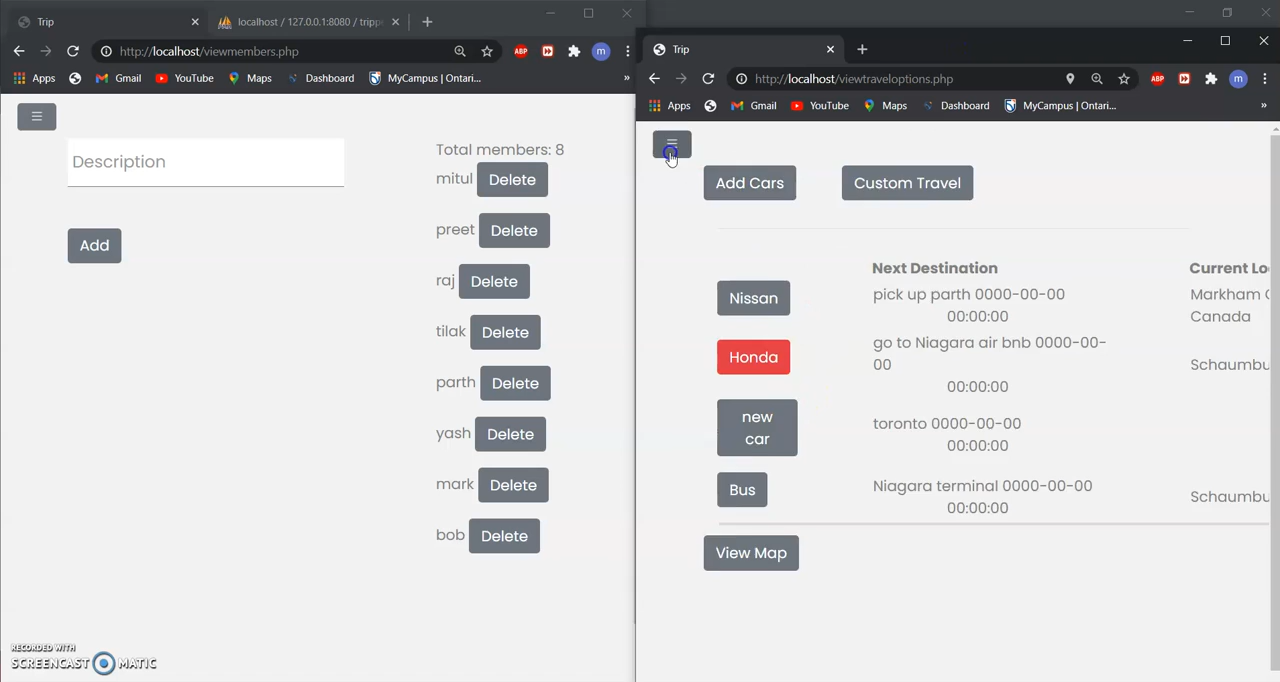 Trip
localhost / 127.0.0.1:8080 / tripp
http://localhost/viewmembers.php
ABP
m
Apps
Gmail
YouTube
Maps
Dashboard
MyCampus | Ontari...
»
Description
Add
Total members: 8
mitul Delete
preet Delete
raj Delete
tilak Delete
parth Delete
yash Delete
mark Delete
bob Delete
RECORDED WITH
SCREENCAST MATIC
Trip
http://localhost/viewtraveloptions.php
ABP
m
Apps
Gmail
YouTube
Maps
Dashboard
MyCampus | Ontari...
»
Add Cars
Custom Travel
Next Destination
Current Lo
Nissan
pick up parth 0000-00-00
00:00:00
Markham
Canada
Honda
go to Niagara air bnb 0000-00-
00
00:00:00
Schaumbu
new
car
toronto 0000-00-00
00:00:00
Bus
Niagara terminal 0000-00-00
00:00:00
Schaumbu
View Map